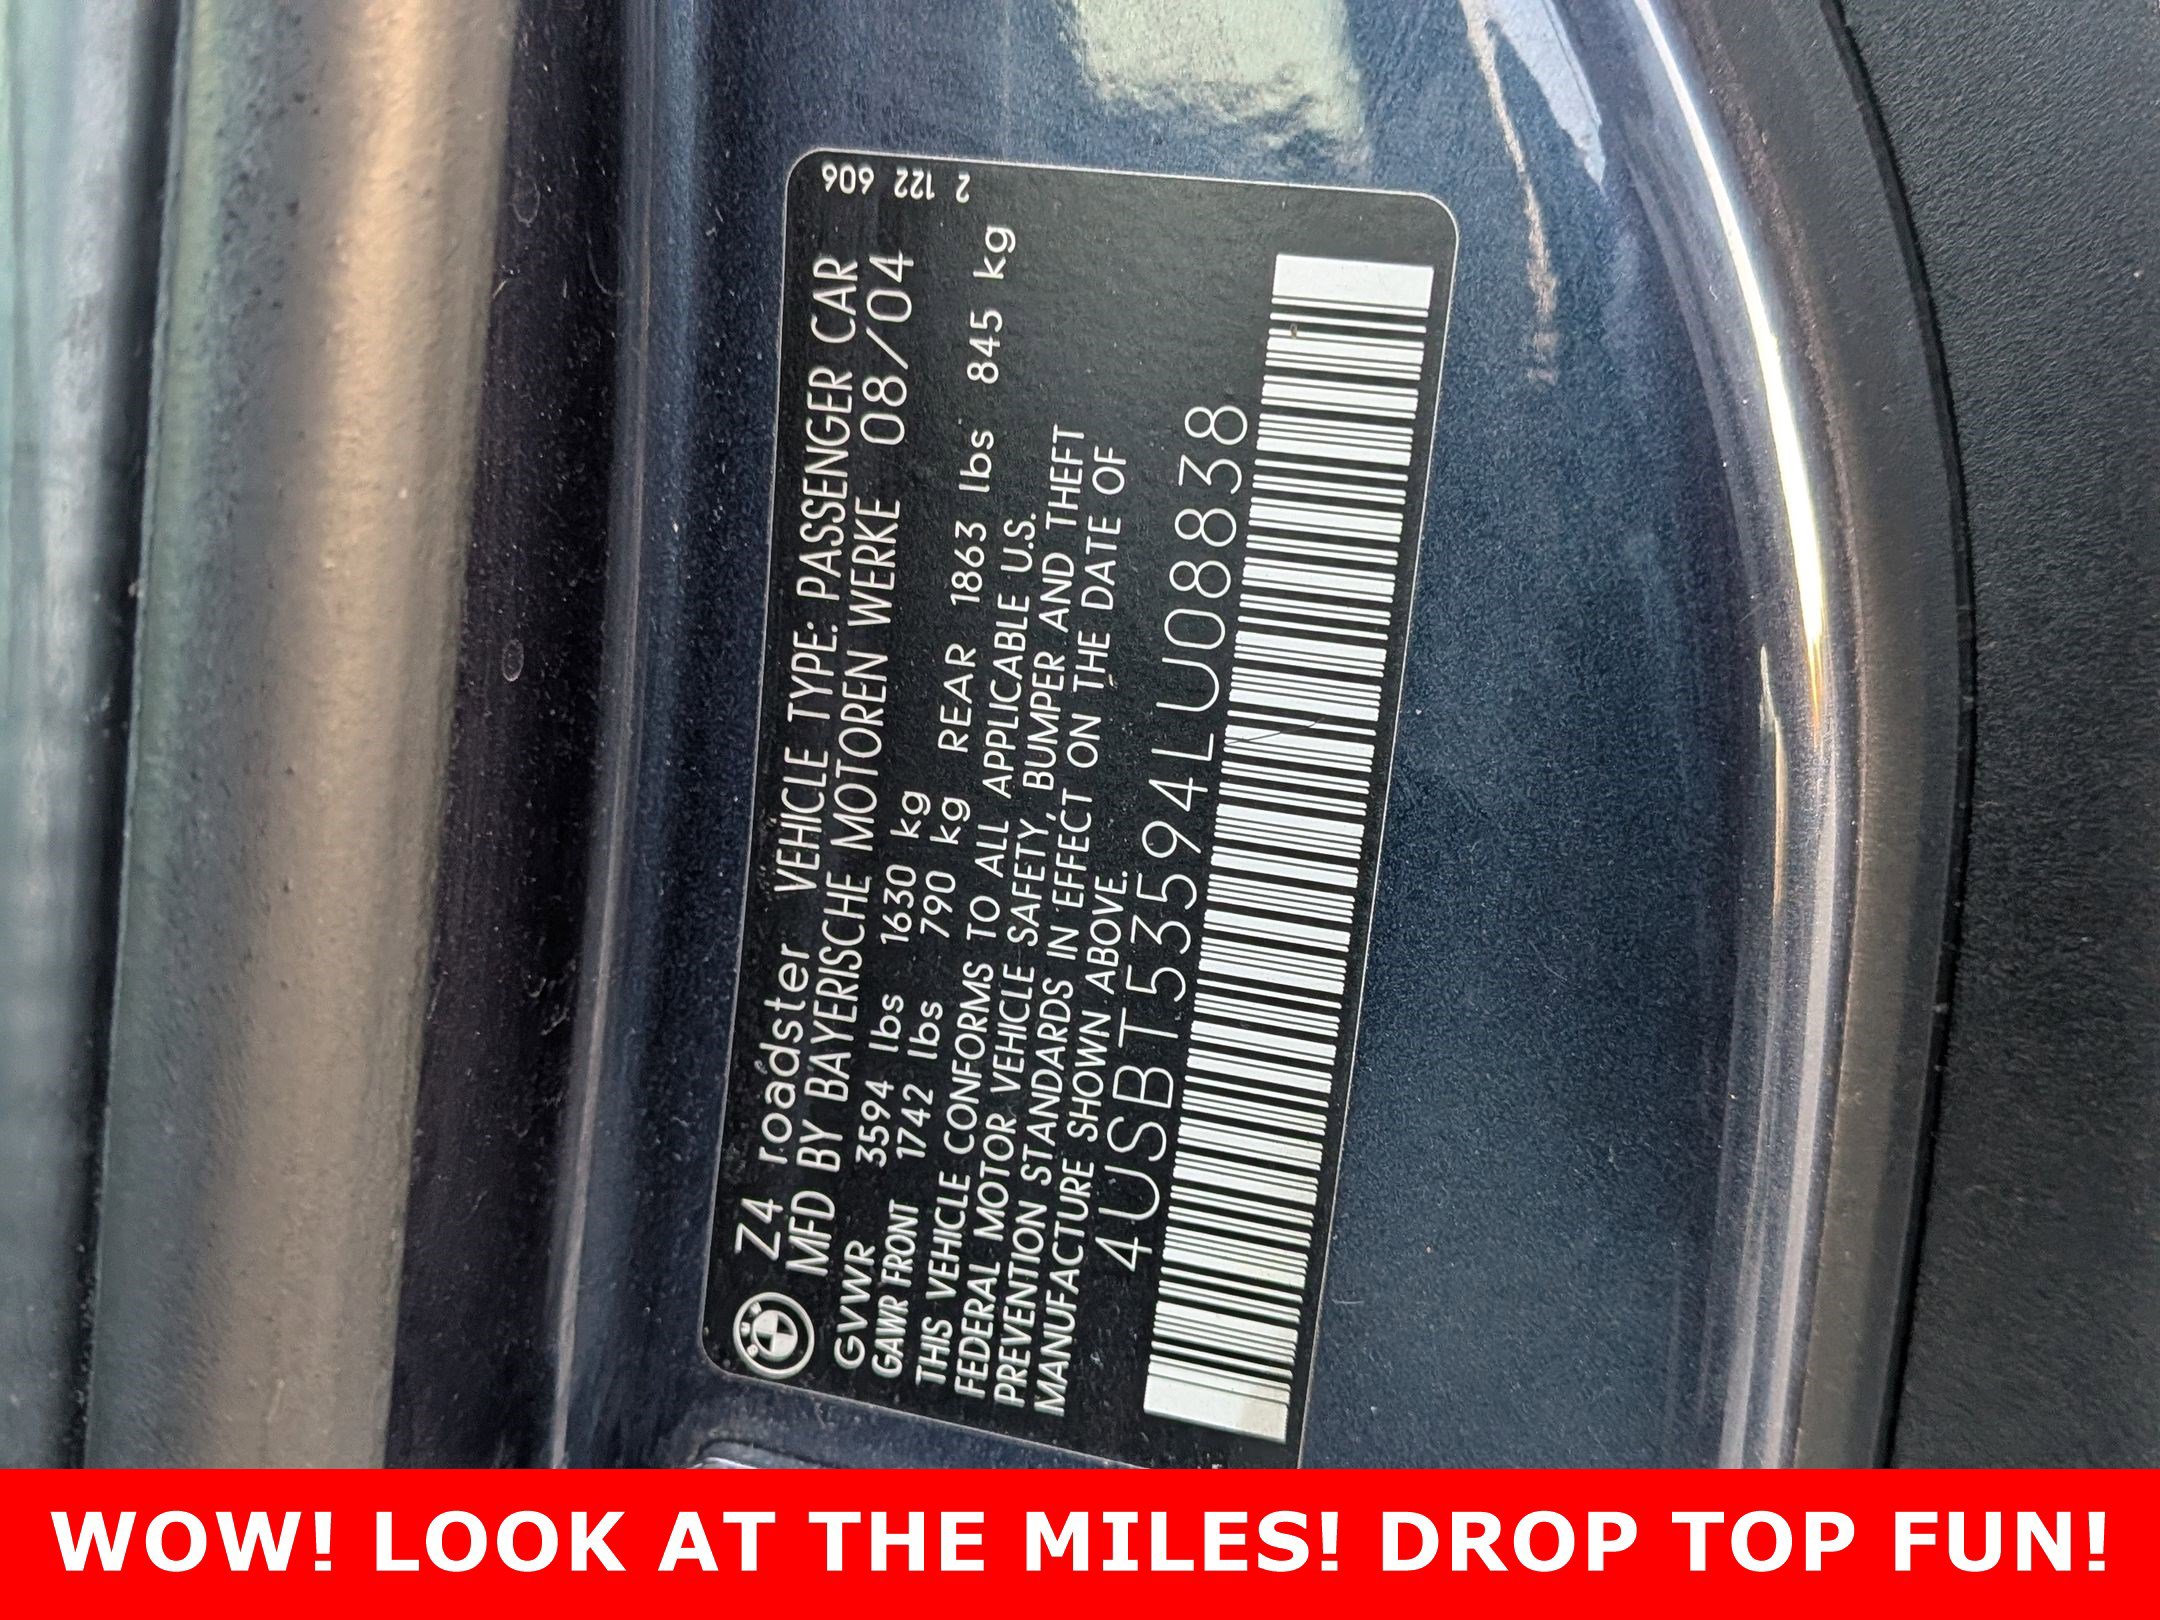 Z4 roadster VEHICLE TYPE: PASSENGER CAR
MFD BY BAYERISCHE MOTOREN WERKE 08/04
GVWR 3594 lbs 1630 kg
GAWR FRONT 1742 lbs 790 kg REAR 1863 lbs 845 kg
THIS VEHICLE CONFORMS TO ALL APPLICABLE U.S.
FEDERAL MOTOR VEHICLE SAFETY, BUMPER AND THEFT
PREVENTION STANDARDS IN EFFECT ON THE DATE OF
MANUFACTURE SHOWN ABOVE.
4USBT53594LU08838
2 122 606
WOW! LOOK AT THE MILES! DROP TOP FUN!